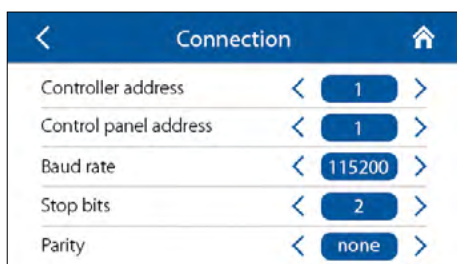 Connection
Controller address 1
Control panel address 1
Baud rate 115200
Stop bits 2
Parity none